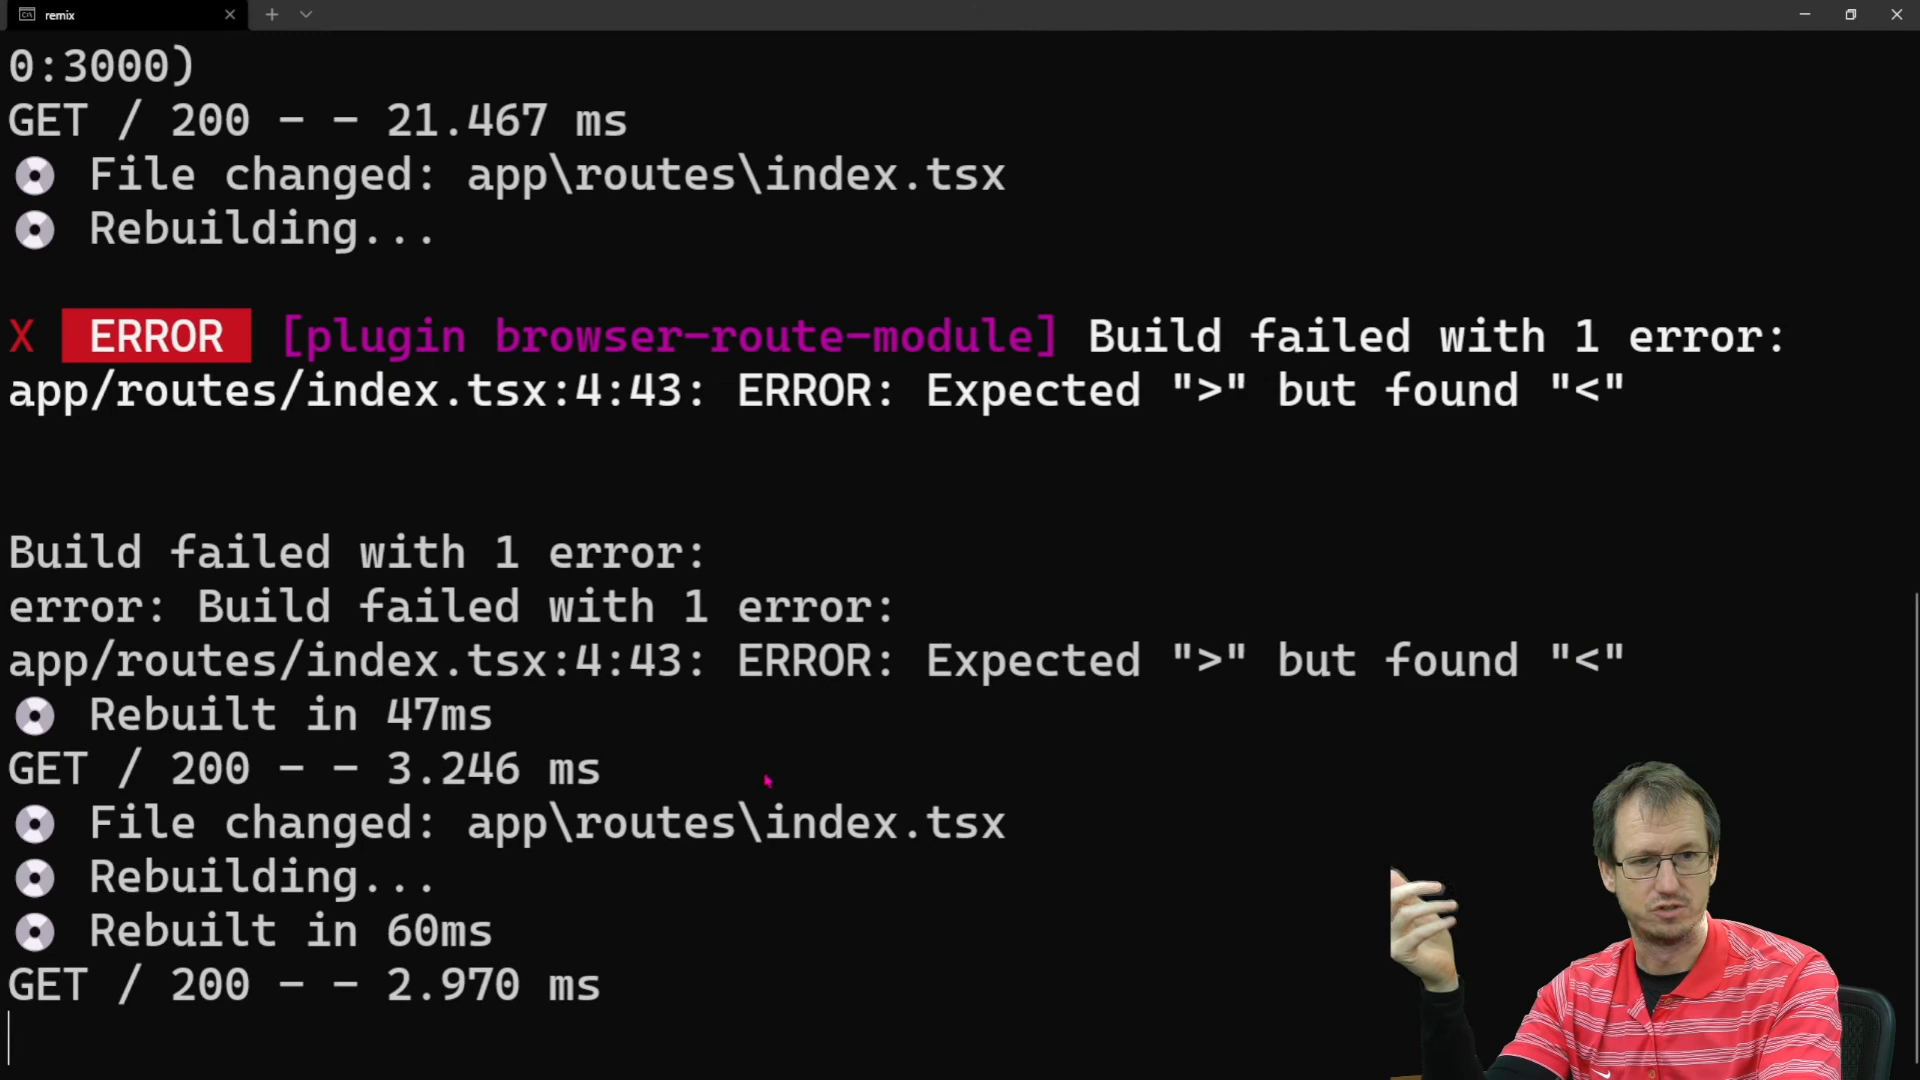 remix
0:3000)
GET / 200 - - 21.467 ms
File changed: app\routes\index.tsx
Rebuilding...
X ERROR [plugin browser-route-module] Build failed with 1 error:
app/routes/index.tsx:4:43: ERROR: Expected ">" but found "<"
Build failed with 1 error:
error: Build failed with 1 error:
app/routes/index.tsx:4:43: ERROR: Expected ">" but found "<"
Rebuilt in 47ms
GET / 200 - - 3.246 ms
File changed: app\routes\index.tsx
Rebuilding...
Rebuilt in 60ms
GET / 200 - - 2.970 ms